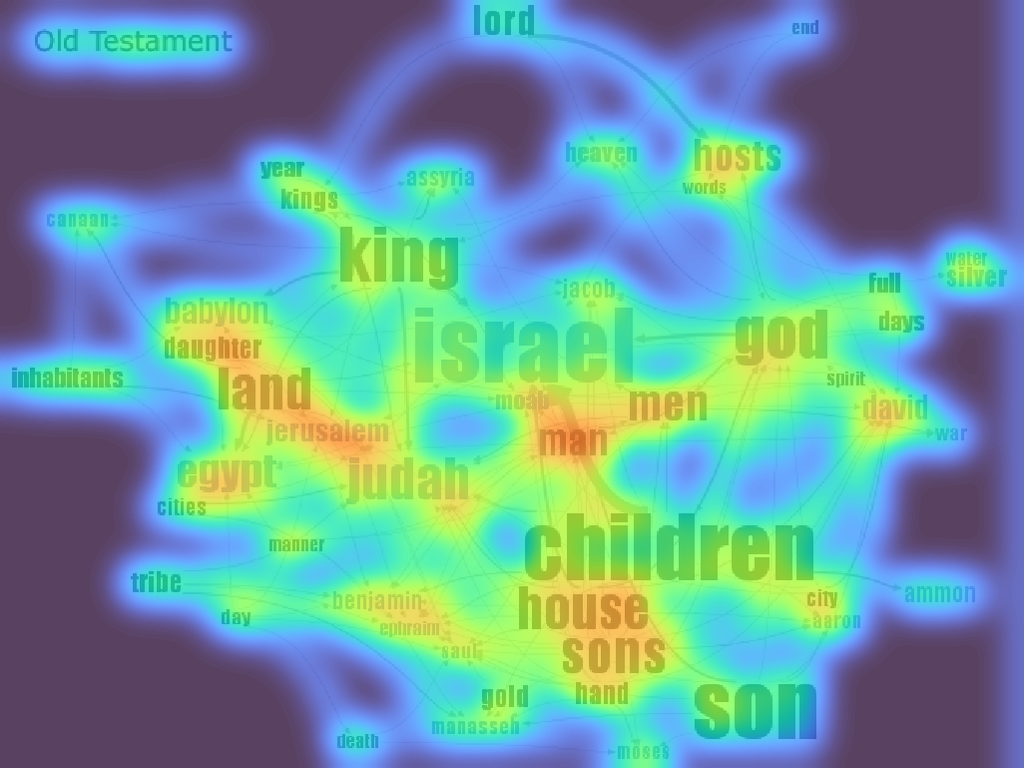 lord
end
Old Testament
heaven
hosts
year
assyria
words
kings
canaan
king
water
silver
jacob
full
babylon
israel
god
days
daughter
inhabitants
land
spirit
moab
men
david
jerusalem
man
war
egypt
judah
cities
manner
children
tribe
ammon
benjamin
house
city
day
ephraim
aaron
saul
sons
hand
gold
son
manasseh
death
moses